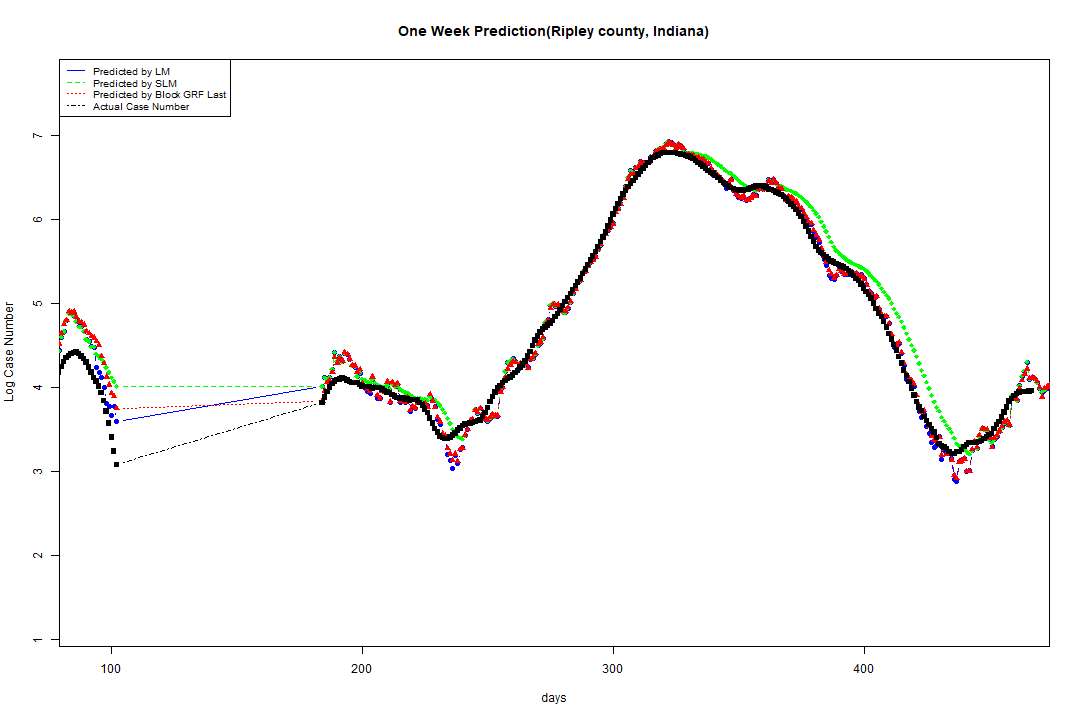 One Week Prediction(Ripley county, Indiana)
Predicted by LM
Predicted by SLM
Predicted by Block GRF Last
Actual Case Number
7
6
5
4
3
2
1
Log Case Number
100 200 300 400
days